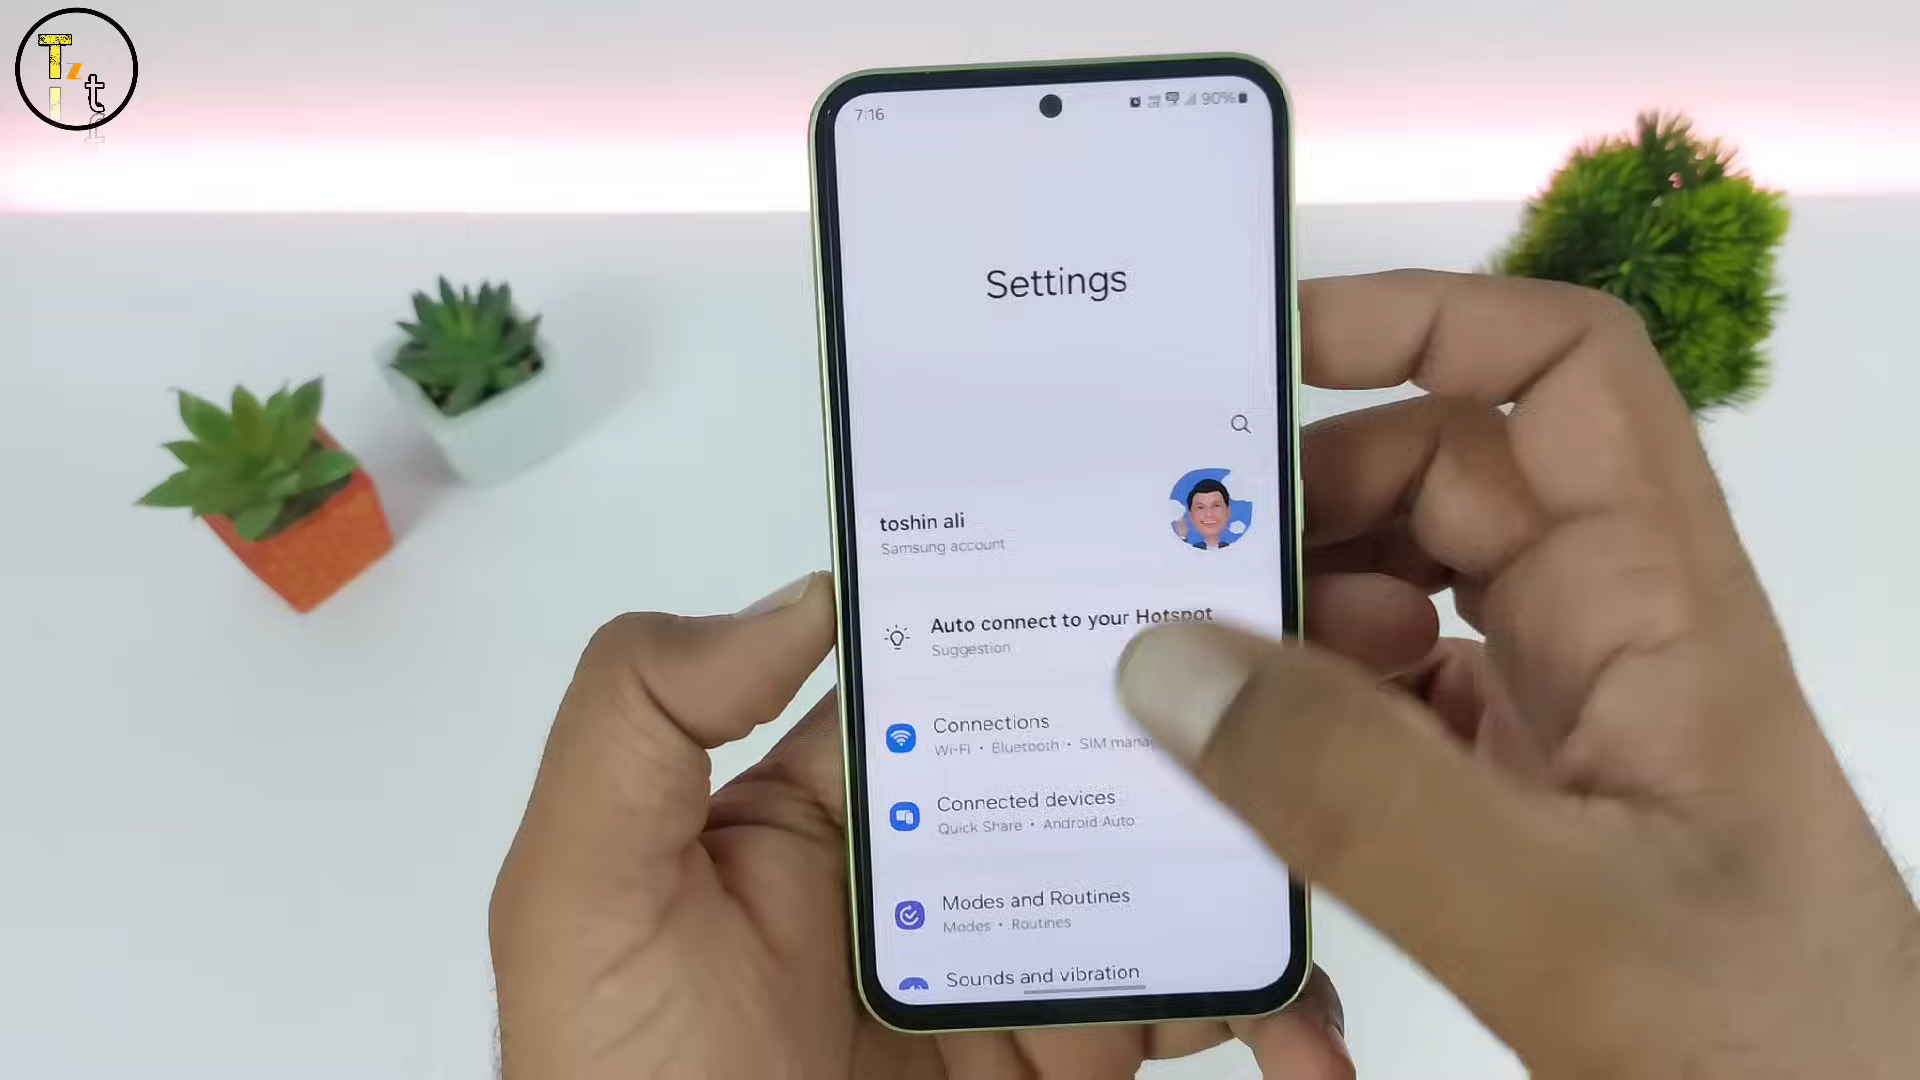 T
z
t
7:16
90%
Settings
toshin ali
Samsung account
Auto connect to your Hotspot
Suggestion
Connections
Wi-Fi • Bluetooth • SIM
Connected devices
Quick Share • Android Auto
Modes and Routines
Modes • Routines
Sounds and vibration